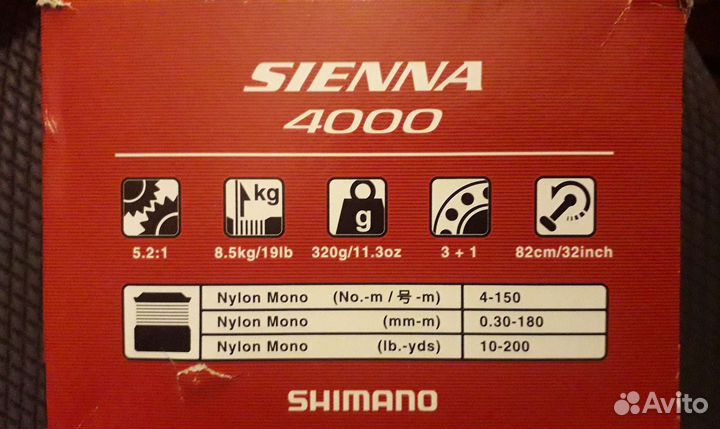 SIENNA
4000
kg
g
5.2:1 8.5kg/19lb 320g/11.3oz 3 + 1 82cm/32inch
Nylon Mono (No.-m / 号 -m) 4-150
Nylon Mono (mm-m) 0.30-180
Nylon Mono (lb.-yds) 10-200
SHIMANO
Avito